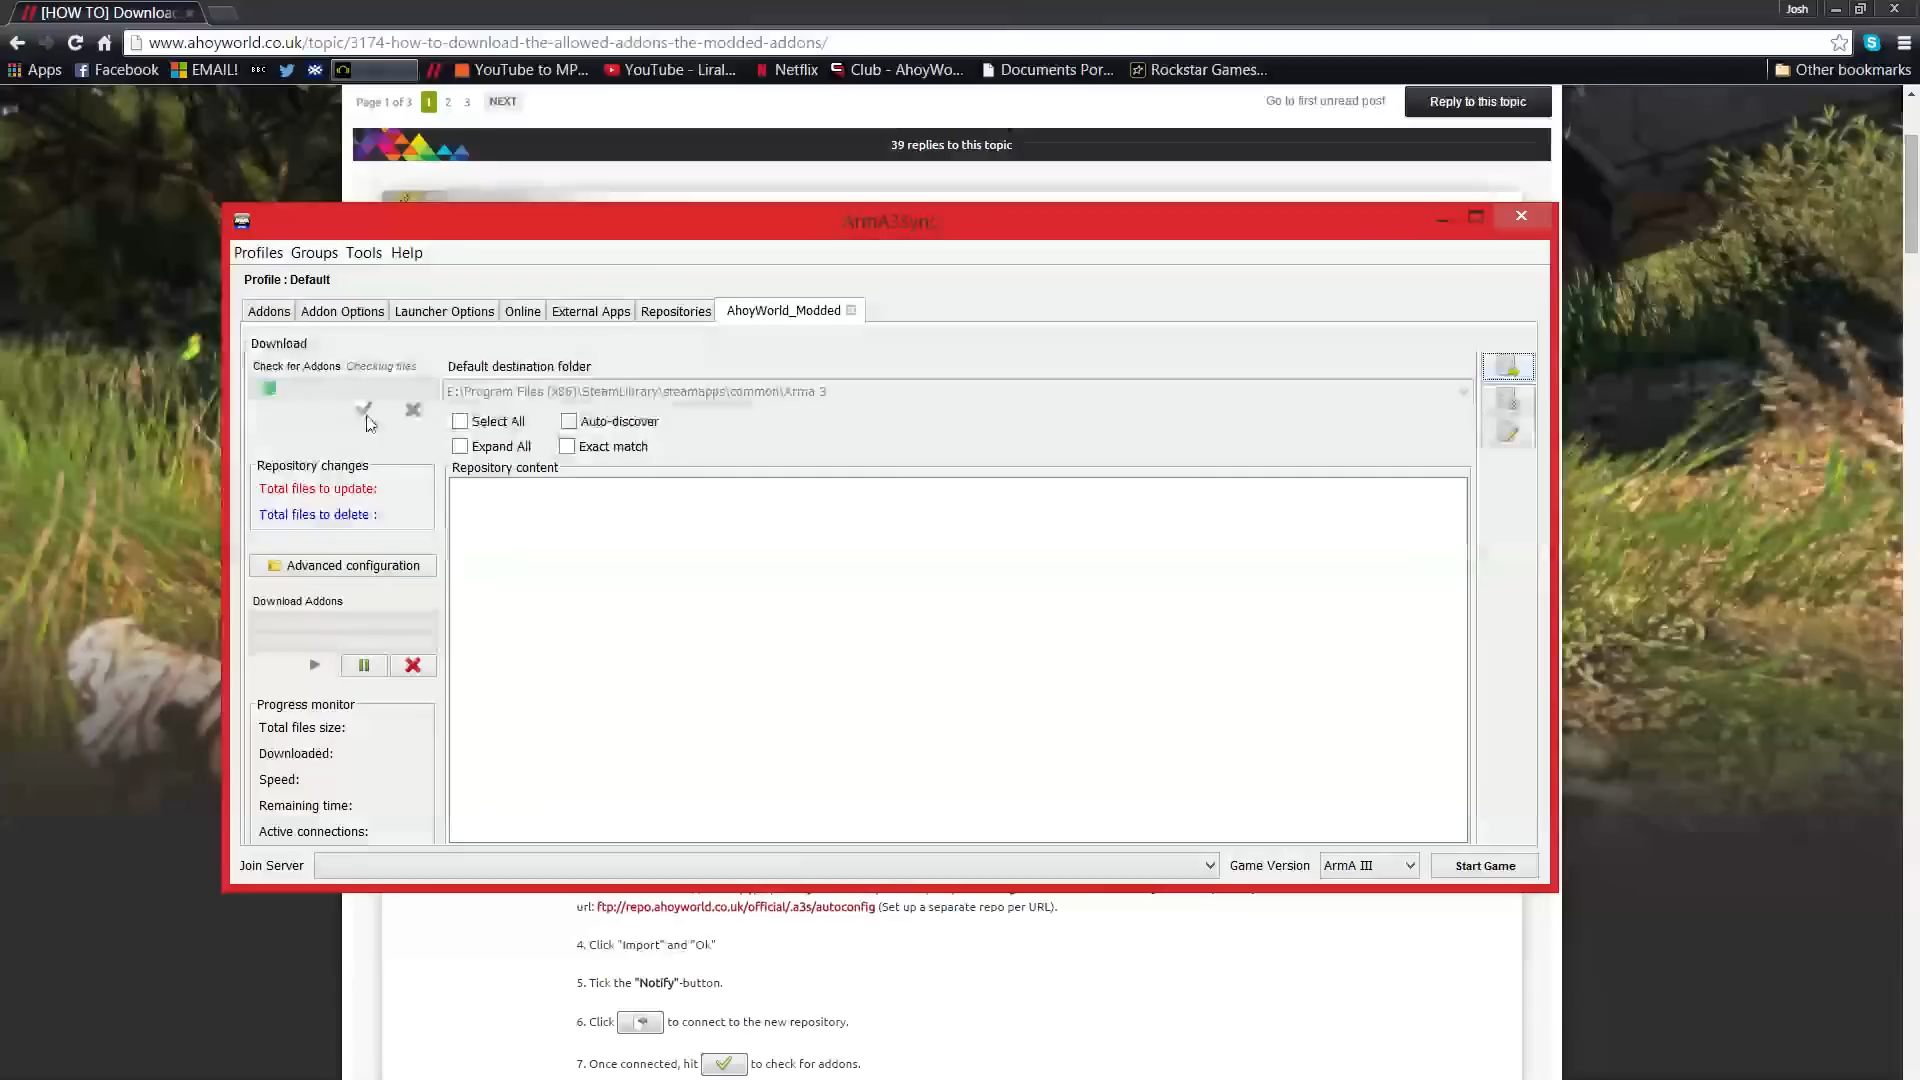 [HOW TO] Downloa
Josh
www.ahoyworld.co.uk/topic/3174-how-to-download-the-allowed-addons-the-modded-addons/
Apps Facebook EMAIL! BBC YouTube to MP... YouTube - Liral... Netflix Club - AhoyWo... Documents Por... Rockstar Games... Other bookmarks
Page 1 of 3 1 2 3 NEXT Go to first unread post Reply to this topic
39 replies to this topic
ArmA3Sync
Profiles Groups Tools Help
Profile : Default
Addons Addon Options Launcher Options Online External Apps Repositories AhoyWorld_Modded
Download
Check for Addons Checking files Default destination folder
E:\Program Files (x86)\SteamLibrary\steamapps\common\Arma 3
Select All Auto-discover
Expand All Exact match
Repository changes Repository content
Total files to update:
Total files to delete :
Advanced configuration
Download Addons
Progress monitor
Total files size:
Downloaded:
Speed:
Remaining time:
Active connections:
Join Server Game Version ArmA III Start Game
url: ftp://repo.ahoyworld.co.uk/official/.a3s/autoconfig (Set up a separate repo per URL).
4. Click "Import" and "Ok"
5. Tick the "Notify"-button.
6. Click to connect to the new repository.
7. Once connected, hit to check for addons.